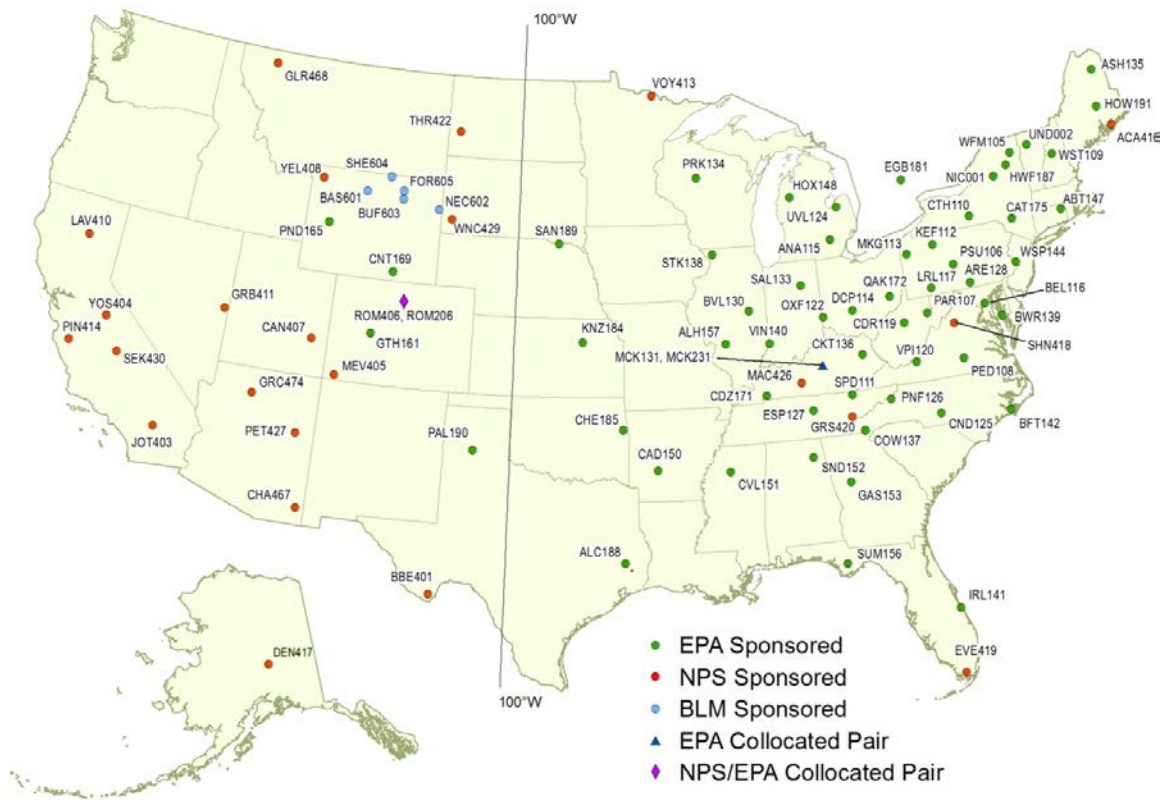 100°W
GLR468
VOY413
ASH135
HOW191
ACA416
THR422
UND002
WFM105
WST109
PRK134
EGB181
NIC001
HWF187
YEL408
SHE604
FOR605
BAS601
NEC602
BUF603
WNC429
HOX148
UVL124
CTH110
CAT175
ABT147
LAV410
PND165
SAN189
ANA115
MKG113
KEF112
PSU106
WSP144
STK138
CNT169
SAL133
QAK172
LRL117
ARE128
BEL116
YOS404
GRB411
ROM406, ROM206
BVL130
OXF122
DCP114
PAR107
BWR139
PIN414
CAN407
GTH161
KNZ184
ALH157
VIN140
CDR119
SEK430
MCK131, MCK231
CKT136
VPI120
SHN418
MEV405
MAC426
SPD111
PED108
GRC474
CDZ171
PNF126
JOT403
PET427
PAL190
CHE185
ESP127
GRS420
COW137
CND125
BFT142
CAD150
CVL151
SND152
GAS153
CHA467
ALC188
SUM156
BBE401
IRL141
DEN417
EVE419
EPA Sponsored
NPS Sponsored
BLM Sponsored
EPA Collocated Pair
NPS/EPA Collocated Pair
100°W